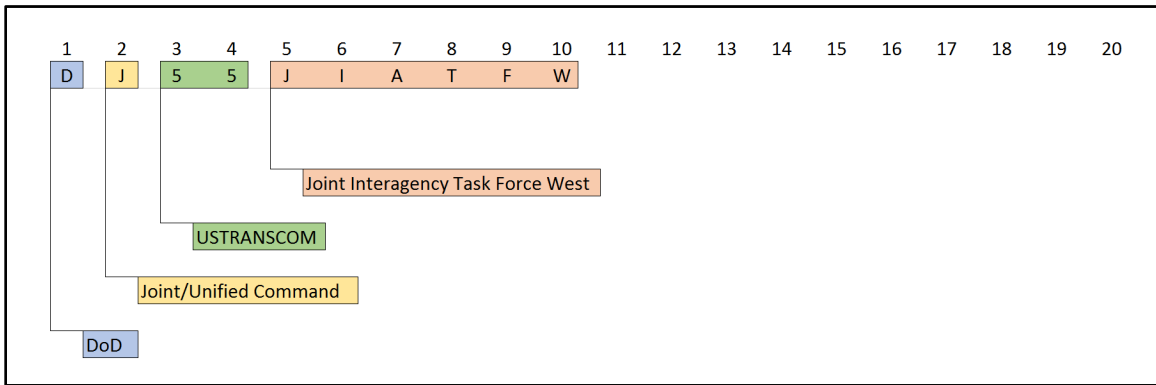 1 2 3 4 5 6 7 8 9 10 11 12 13 14 15 16 17 18 19 20
D J 5 5 J I A T F W
Joint Interagency Task Force West
USTRANSCOM
Joint/Unified Command
DoD